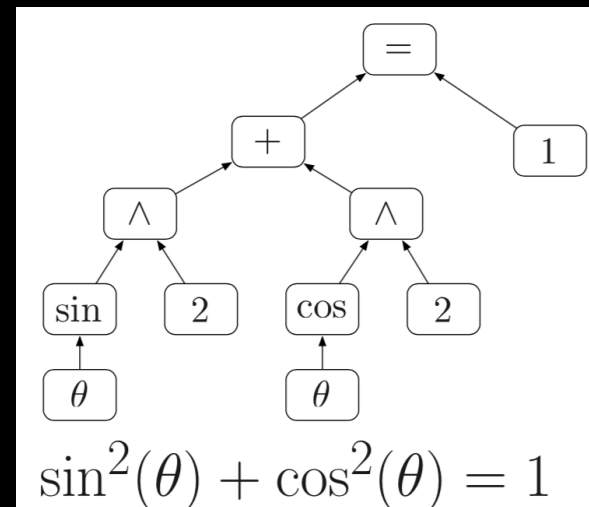 =
+
1
∧
∧
sin
2
cos
2
θ
θ
sin²(θ) + cos²(θ) = 1